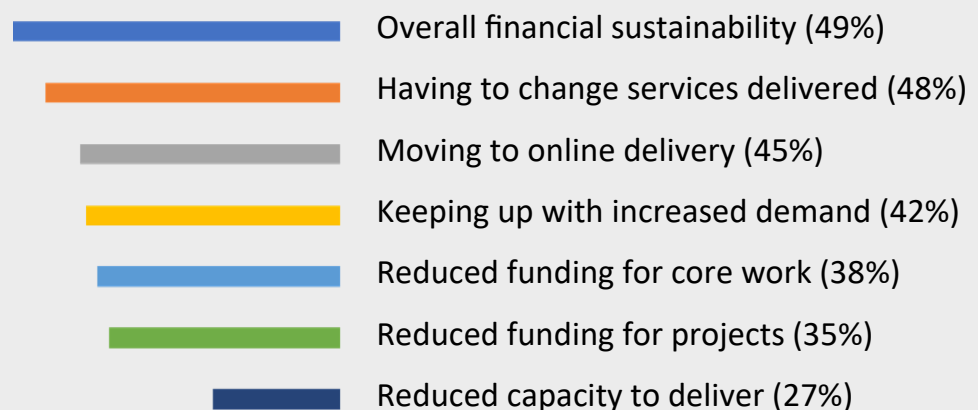 Overall financial sustainability (49%)
Having to change services delivered (48%)
Moving to online delivery (45%)
Keeping up with increased demand (42%)
Reduced funding for core work (38%)
Reduced funding for projects (35%)
Reduced capacity to deliver (27%)